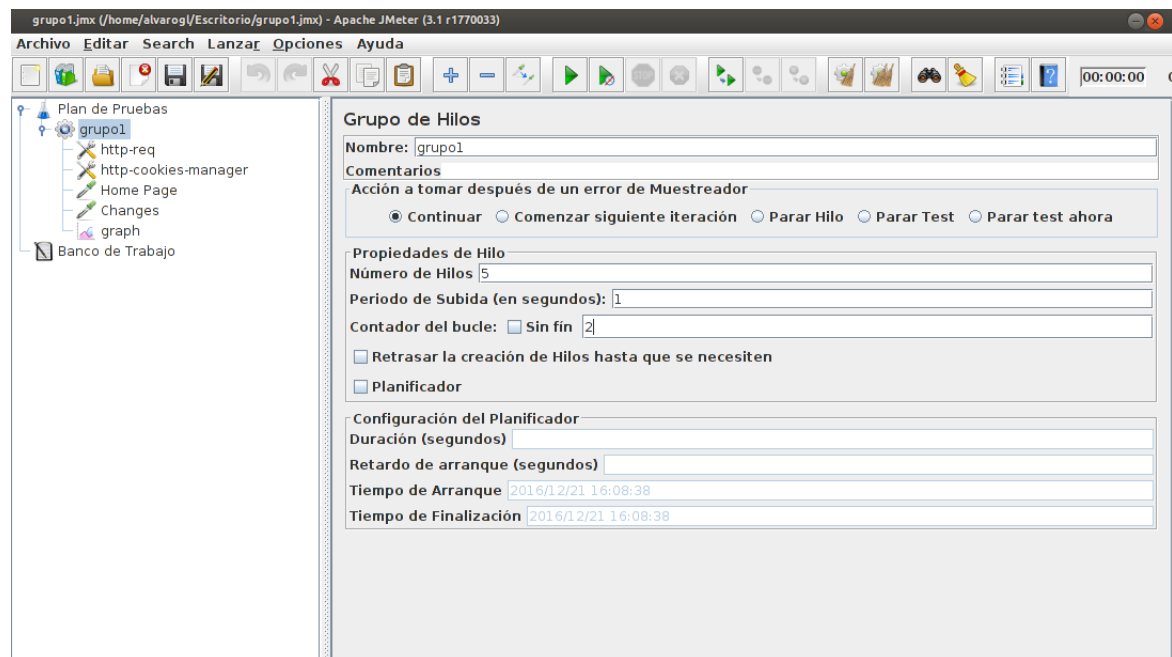 grupo1.jmx (/home/alvarogl/Escritorio/grupo1.jmx) - Apache JMeter (3.1 r1770033)
Archivo Editar Search Lanzar Opciones Ayuda
STOP 00:00:00
Plan de Pruebas
grupo1
http-req
http-cookies-manager
Home Page
Changes
graph
Banco de Trabajo
Grupo de Hilos
Nombre: grupo1
Comentarios
Acción a tomar después de un error de Muestreador
Continuar Comenzar siguiente iteración Parar Hilo Parar Test Parar test ahora
Propiedades de Hilo
Número de Hilos 5
Periodo de Subida (en segundos): 1
Contador del bucle: Sin fín 2
Retrasar la creación de Hilos hasta que se necesiten
Planificador
Configuración del Planificador
Duración (segundos)
Retardo de arranque (segundos)
Tiempo de Arranque 2016/12/21 16:08:38
Tiempo de Finalización 2016/12/21 16:08:38